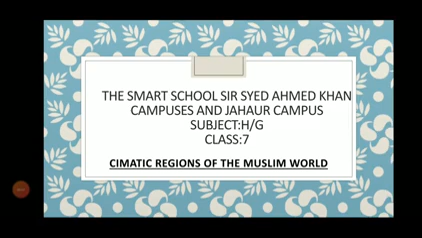 THE SMART SCHOOL SIR SYED AHMED KHAN
CAMPUSES AND JAHAUR CAMPUS
SUBJECT:H/G
CLASS:7
CIMATIC REGIONS OF THE MUSLIM WORLD